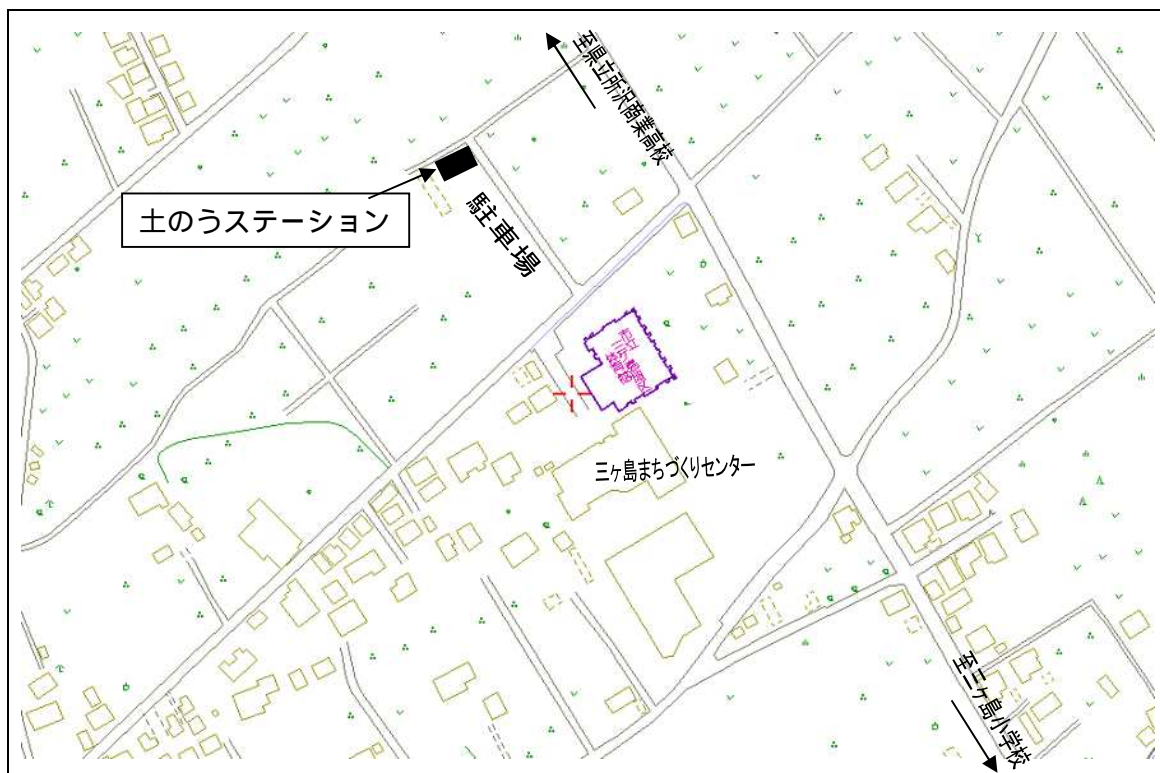 至県立所沢商業高校
土のうステーション
駐車場
三ヶ島まちづくりセンター
至三ヶ島小学校